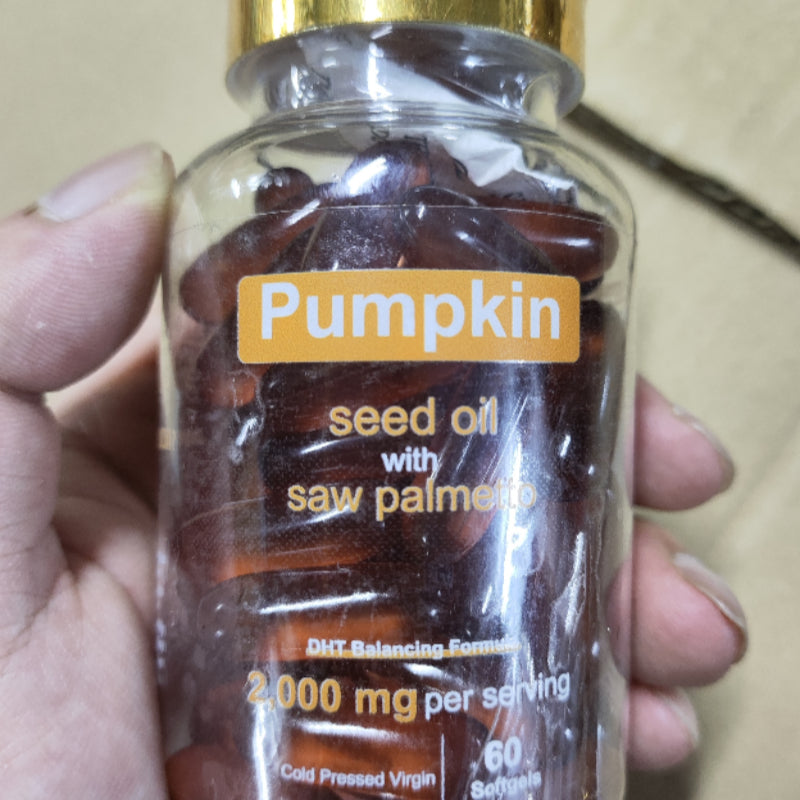 Pumpkin
seed oil
with
saw palmetto
DHT Balancing Formula
2,000 mg per serving
Cold Pressed Virgin
60
Softgels